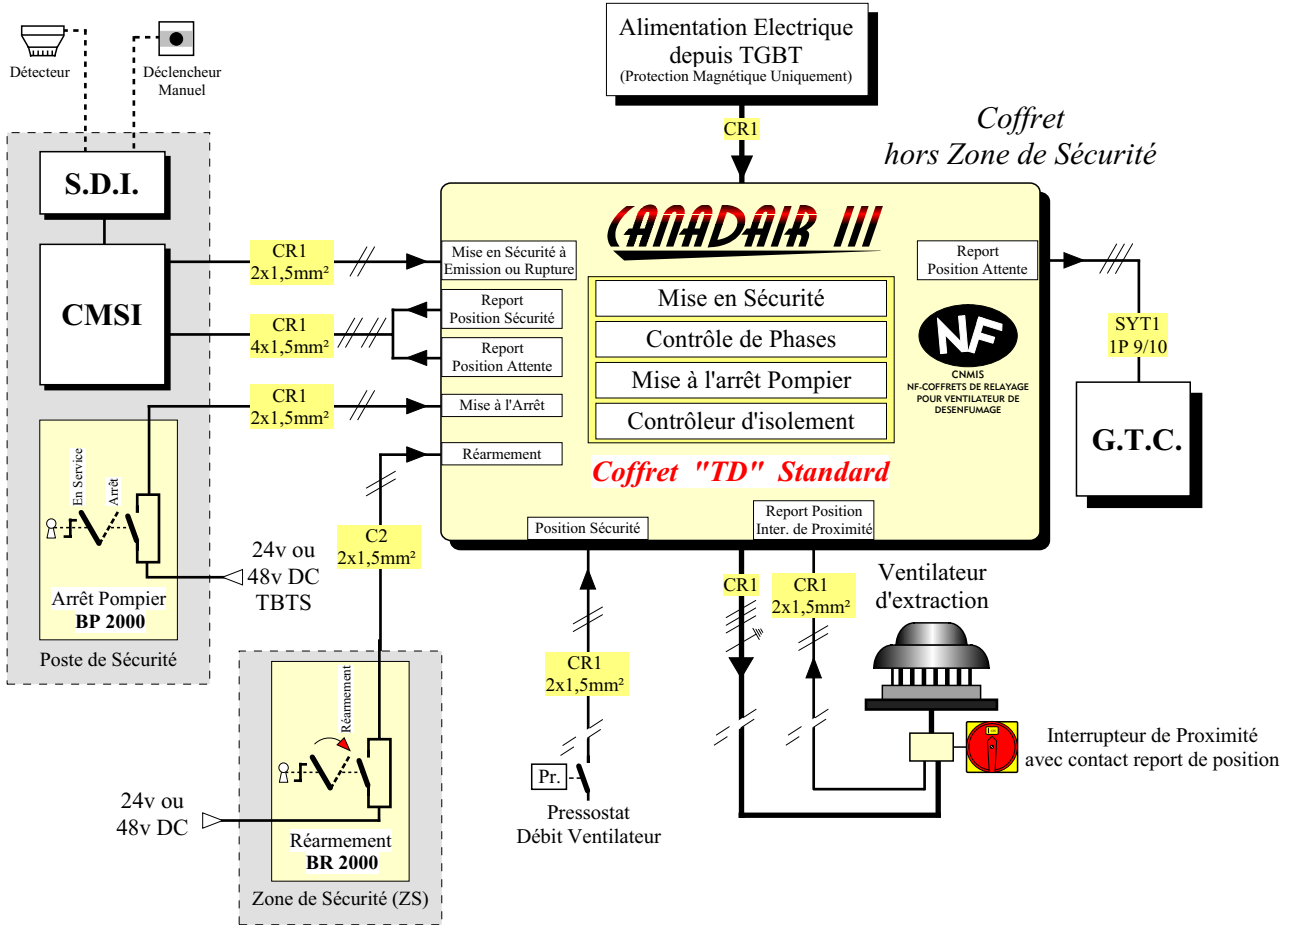 Détecteur
Déclencheur
Manuel
S.D.I.
CMSI
CR1
2x1,5mm²
CR1
4x1,5mm²
CR1
2x1,5mm²
En Service
Arrêt
Arrêt Pompier
BP 2000
Poste de Sécurité
24v ou
48v DC
TBTS
Alimentation Electrique
depuis TGBT
(Protection Magnétique Uniquement)
CR1
Coffret
hors Zone de Sécurité
CANADAIR III
Mise en Sécurité à
Emission ou Rupture
Report
Position Sécurité
Report
Position Attente
Mise à l'Arrêt
Réarmement
Mise en Sécurité
Contrôle de Phases
Mise à l'arrêt Pompier
Contrôleur d'isolement
Coffret "TD" Standard
Report
Position Attente
NF
CNMIS
NF-COFFRETS DE RELAYAGE
POUR VENTILATEUR DE
DESENFUMAGE
SYT1
1P 9/10
G.T.C.
Position Sécurité
Report Position
Inter. de Proximité
C2
2x1,5mm²
Réarmement
Réarmement
BR 2000
Zone de Sécurité (ZS)
24v ou
48v DC
CR1
2x1,5mm²
Pr.
Pressostat
Débit Ventilateur
CR1
CR1
2x1,5mm²
Ventilateur
d'extraction
Interrupteur de Proximité
avec contact report de position